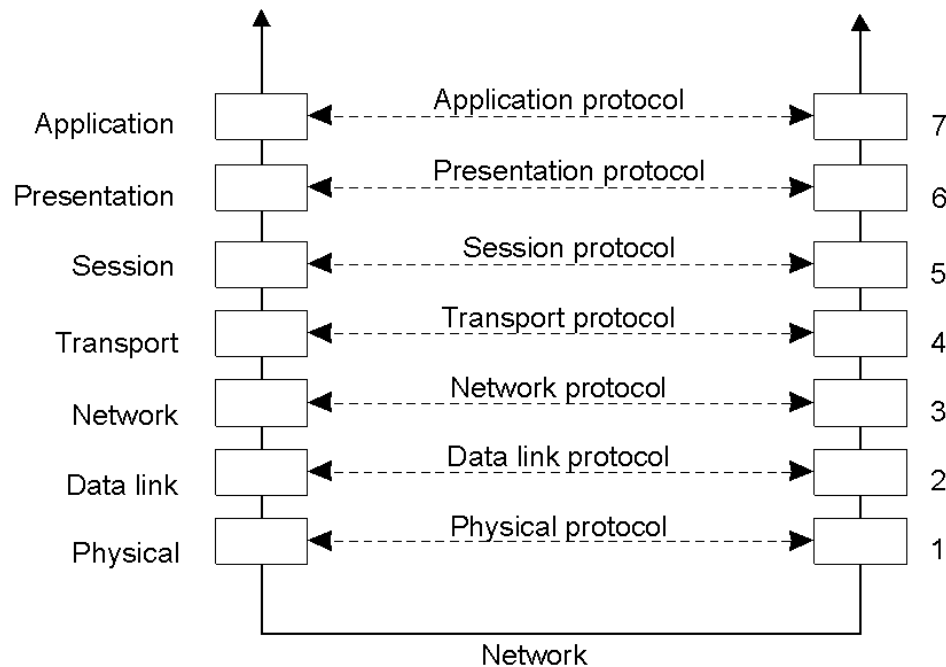 Application Application protocol 7
Presentation Presentation protocol 6
Session Session protocol 5
Transport Transport protocol 4
Network Network protocol 3
Data link Data link protocol 2
Physical Physical protocol 1
Network